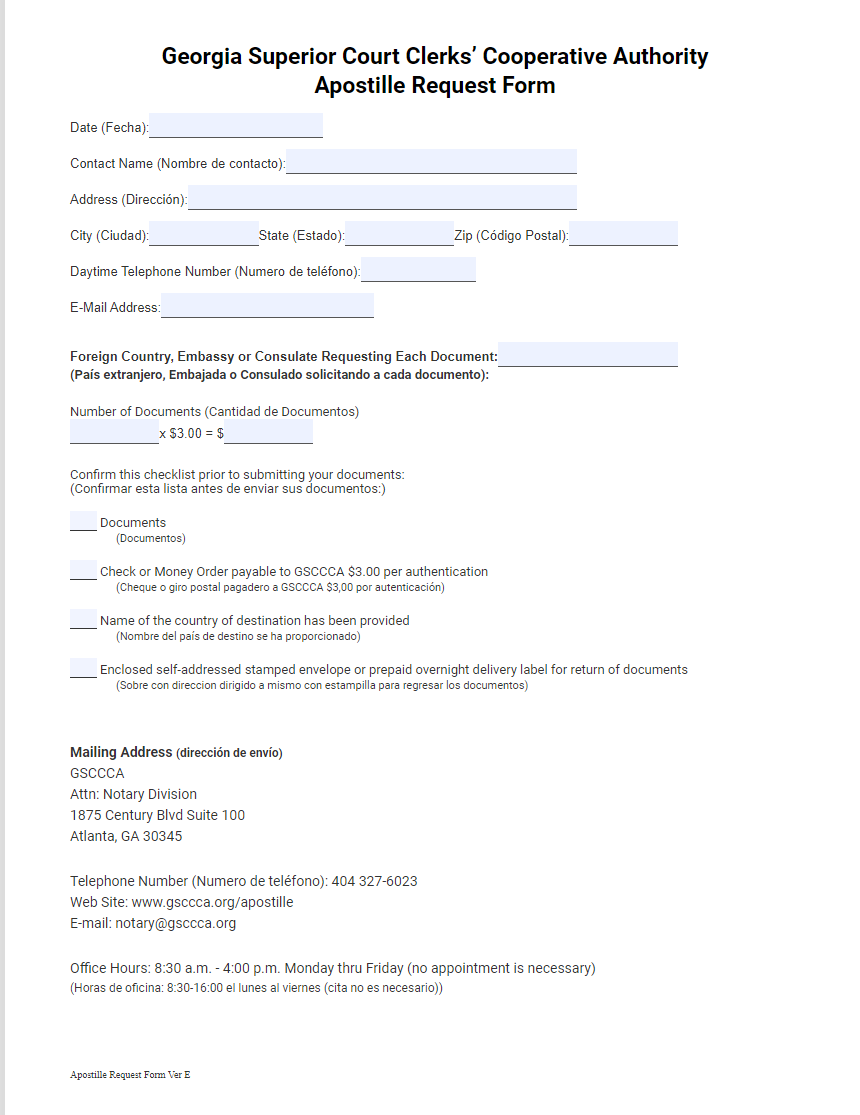 Georgia Superior Court Clerks’ Cooperative Authority
Apostille Request Form
Date (Fecha):
Contact Name (Nombre de contacto):
Address (Dirección):
City (Ciudad): State (Estado): Zip (Código Postal):
Daytime Telephone Number (Numero de teléfono):
E-Mail Address:
Foreign Country, Embassy or Consulate Requesting Each Document:
(País extranjero, Embajada o Consulado solicitando a cada documento):
Number of Documents (Cantidad de Documentos)
x $3.00 = $
Confirm this checklist prior to submitting your documents:
(Confirmar esta lista antes de enviar sus documentos:)
Documents
(Documentos)
Check or Money Order payable to GSCCCA $3.00 per authentication
(Cheque o giro postal pagadero a GSCCCA $3,00 por autenticación)
Name of the country of destination has been provided
(Nombre del país de destino se ha proporcionado)
Enclosed self-addressed stamped envelope or prepaid overnight delivery label for return of documents
(Sobre con direccion dirigido a mismo con estampilla para regresar los documentos)
Mailing Address (dirección de envío)
GSCCCA
Attn: Notary Division
1875 Century Blvd Suite 100
Atlanta, GA 30345
Telephone Number (Numero de teléfono): 404 327-6023
Web Site: www.gsccca.org/apostille
E-mail: notary@gsccca.org
Office Hours: 8:30 a.m. - 4:00 p.m. Monday thru Friday (no appointment is necessary)
(Horas de oficina: 8:30-16:00 el lunes al viernes (cita no es necesario))
Apostille Request Form Ver E